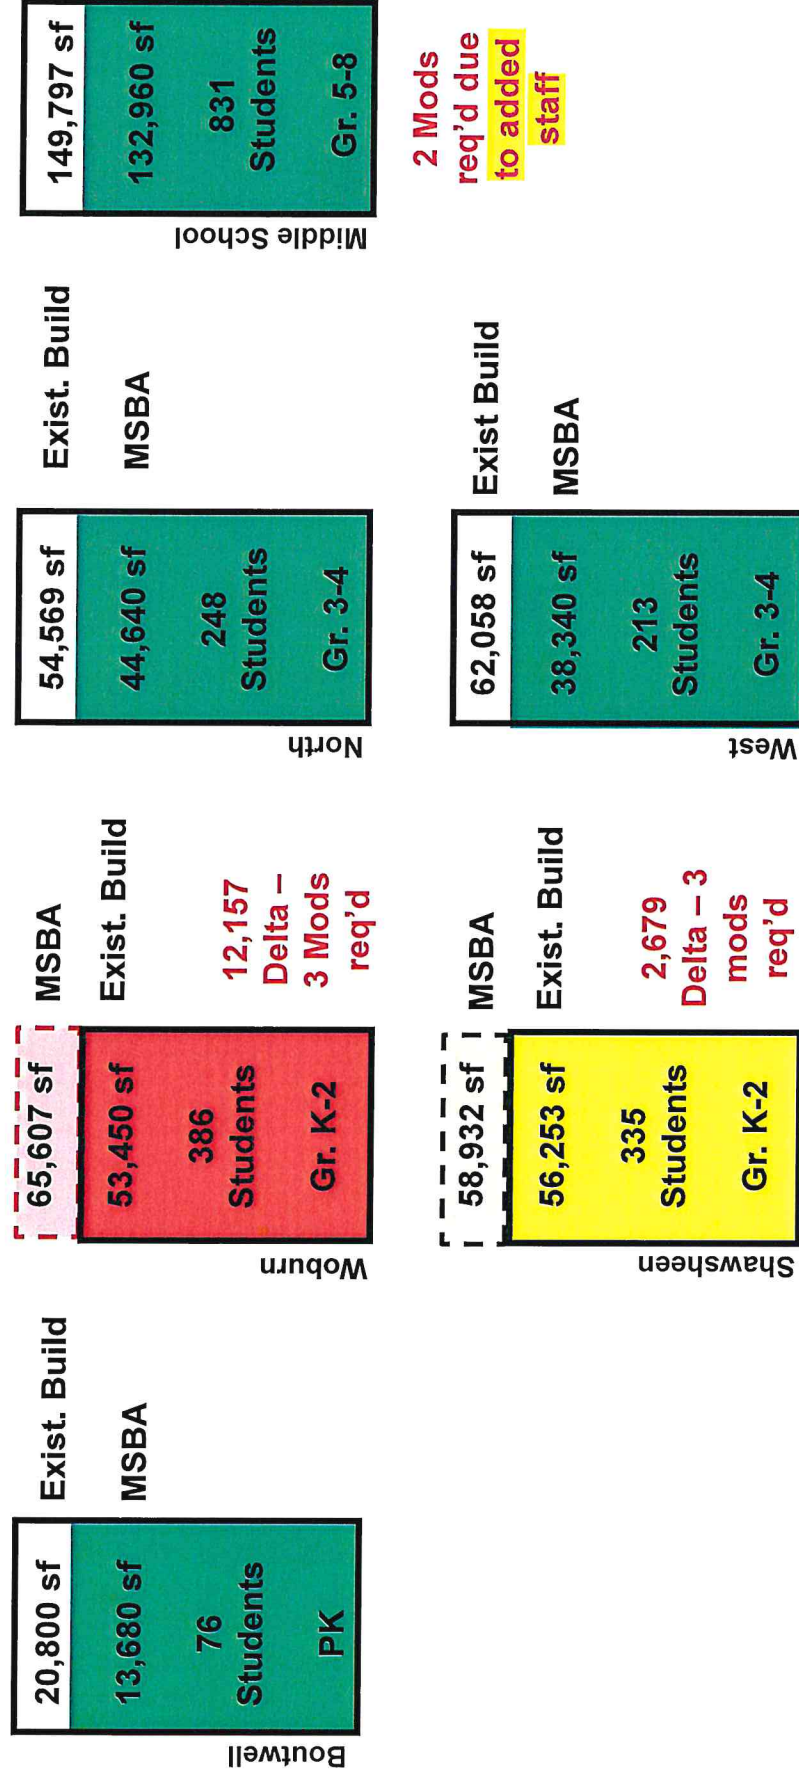 Boutwell
20,800 sf
13,680 sf
76
Students
PK
Exist. Build
MSBA
Woburn
65,607 sf
53,450 sf
386
Students
Gr. K-2
MSBA
Exist. Build
12,157
Delta –
3 Mods
req'd
North
54,569 sf
44,640 sf
248
Students
Gr. 3-4
Exist. Build
MSBA
Middle School
149,797 sf
132,960 sf
831
Students
Gr. 5-8
2 Mods
req'd due
to added
staff
Shawsheen
58,932 sf
56,253 sf
335
Students
Gr. K-2
MSBA
Exist. Build
2,679
Delta – 3
mods
req'd
West
62,058 sf
38,340 sf
213
Students
Gr. 3-4
Exist Build
MSBA